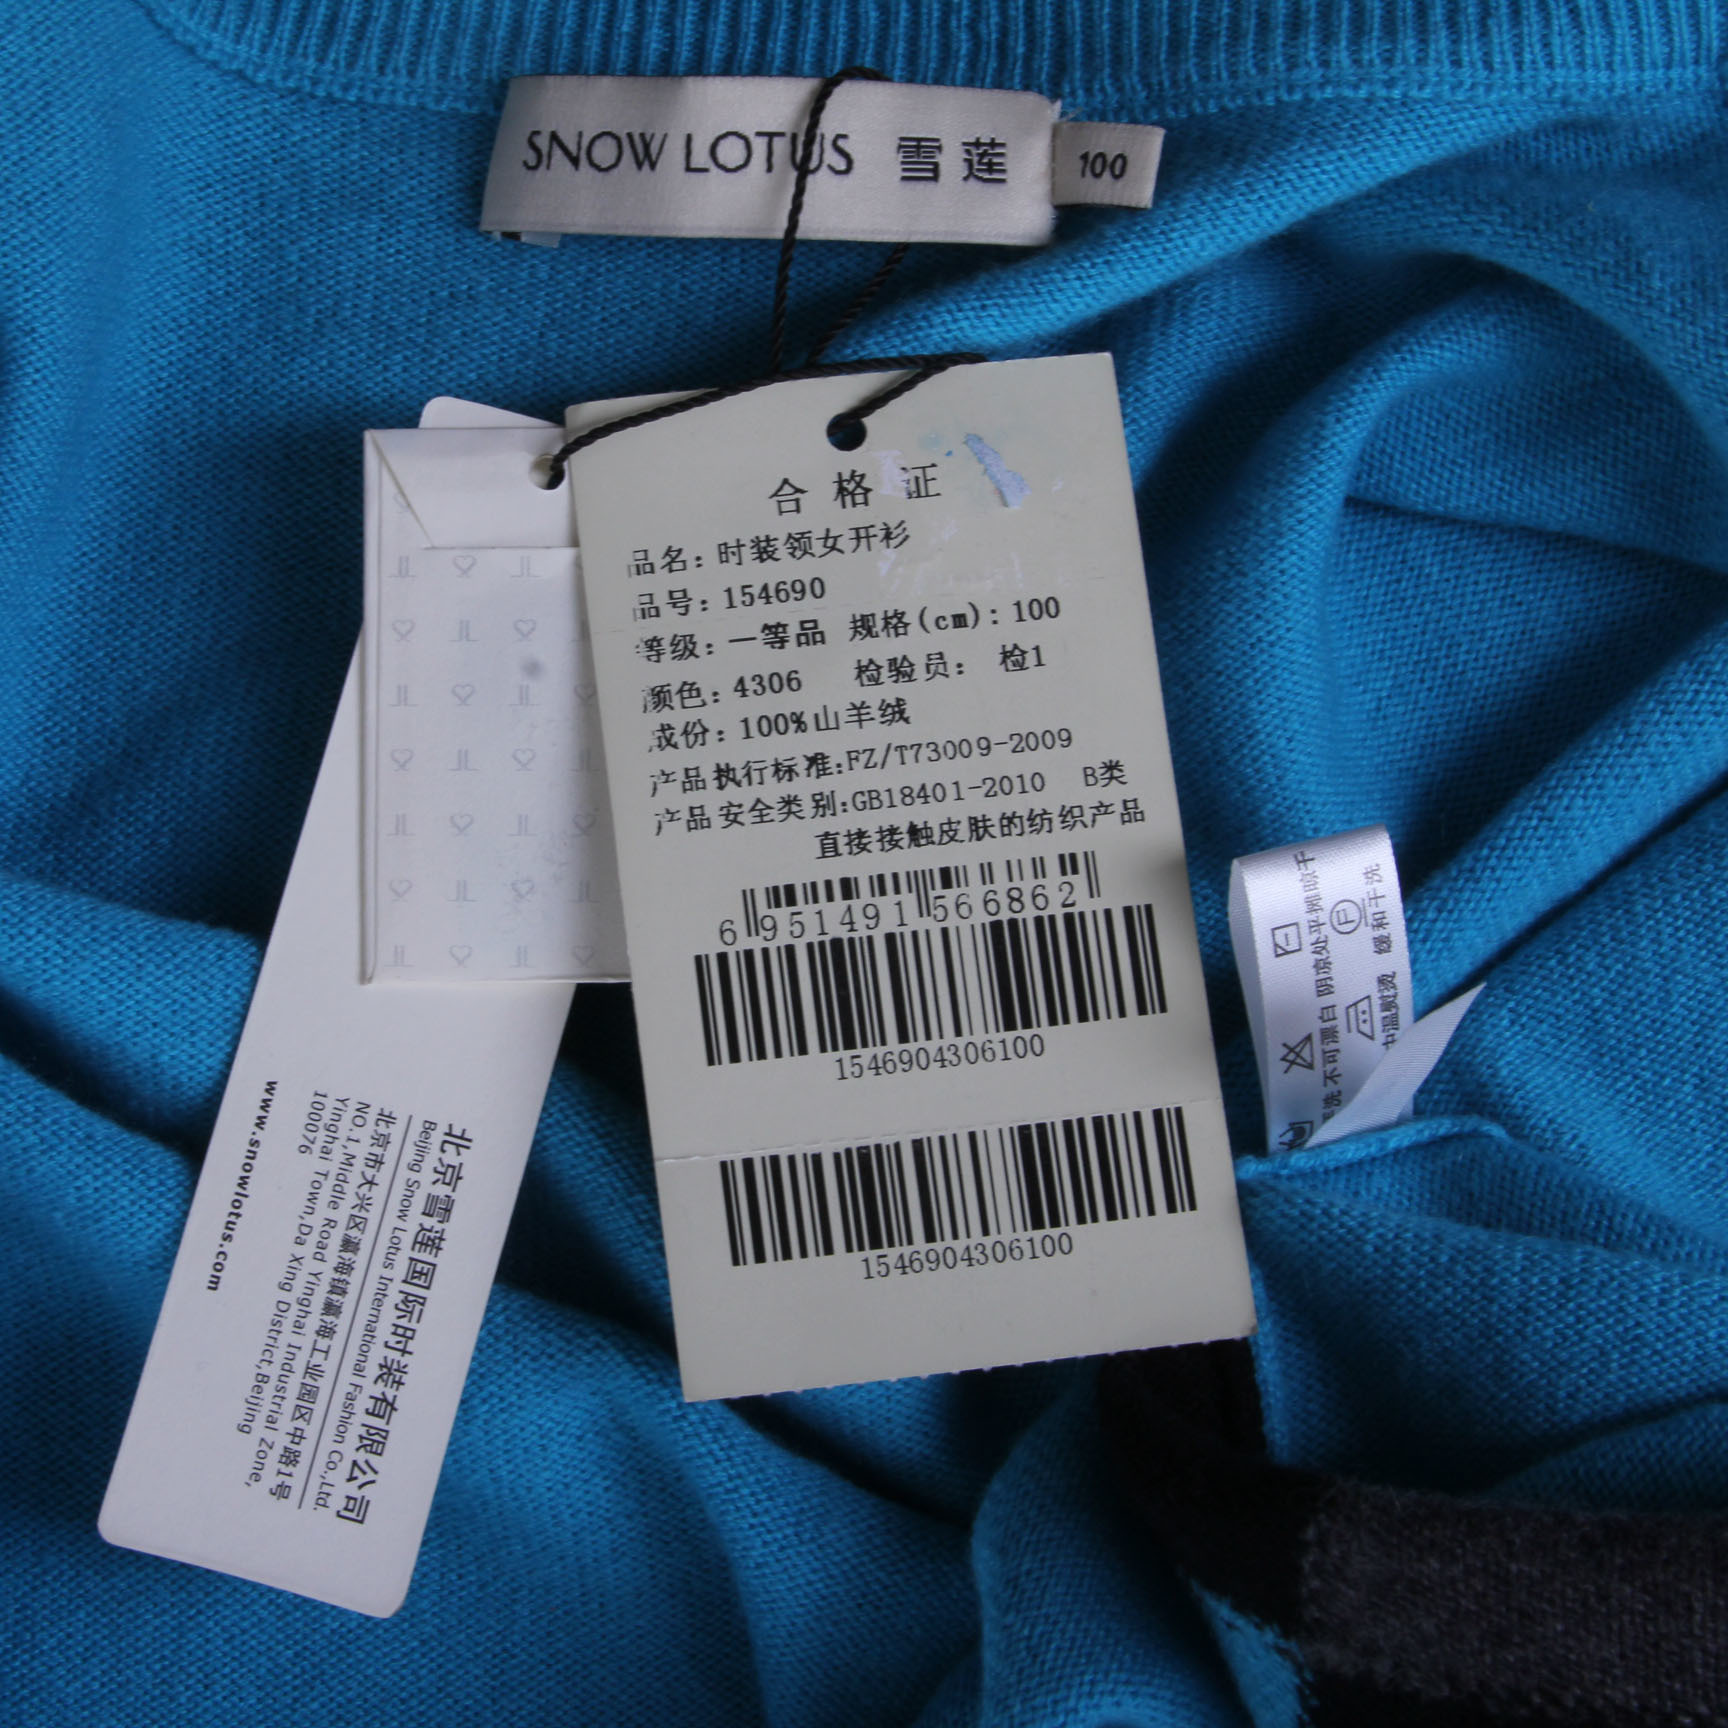 SNOW LOTUS 雪莲
100
合格证
品名：时装领女开衫
品号：154690
等级：一等品 规格(cm)：100
颜色：4306 检验员： 检1
成份：100%山羊绒
产品执行标准:FZ/T73009-2009
产品安全类别:GB18401-2010 B类
直接接触皮肤的纺织产品
6951491566862
1546904306100
1546904306100
北京雪莲国际时装有限公司
Beijing Snow Lotus International Fashion Co.,Ltd.
北京市大兴区瀛海镇瀛海工业园区中路1号
NO.1,Middle Road Yinghai Industrial Zone,
Yinghai Town,Da Xing District,Beijing
100076
www.snowlotus.com
不可漂白 阴凉处平摊晾干
中温熨烫 缓和干洗